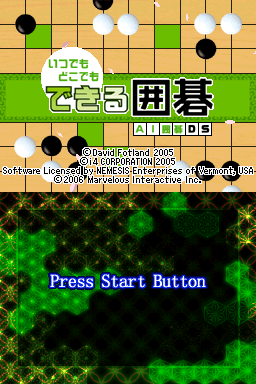 いつでも
どこでも
できる囲碁
AI囲碁DS
©David Fotland 2005
©i4 CORPORATION 2005
Software Licensed by NEMESIS Enterprises of Vermont, USA
©2006 Marvelous Interactive Inc.
Press Start Button